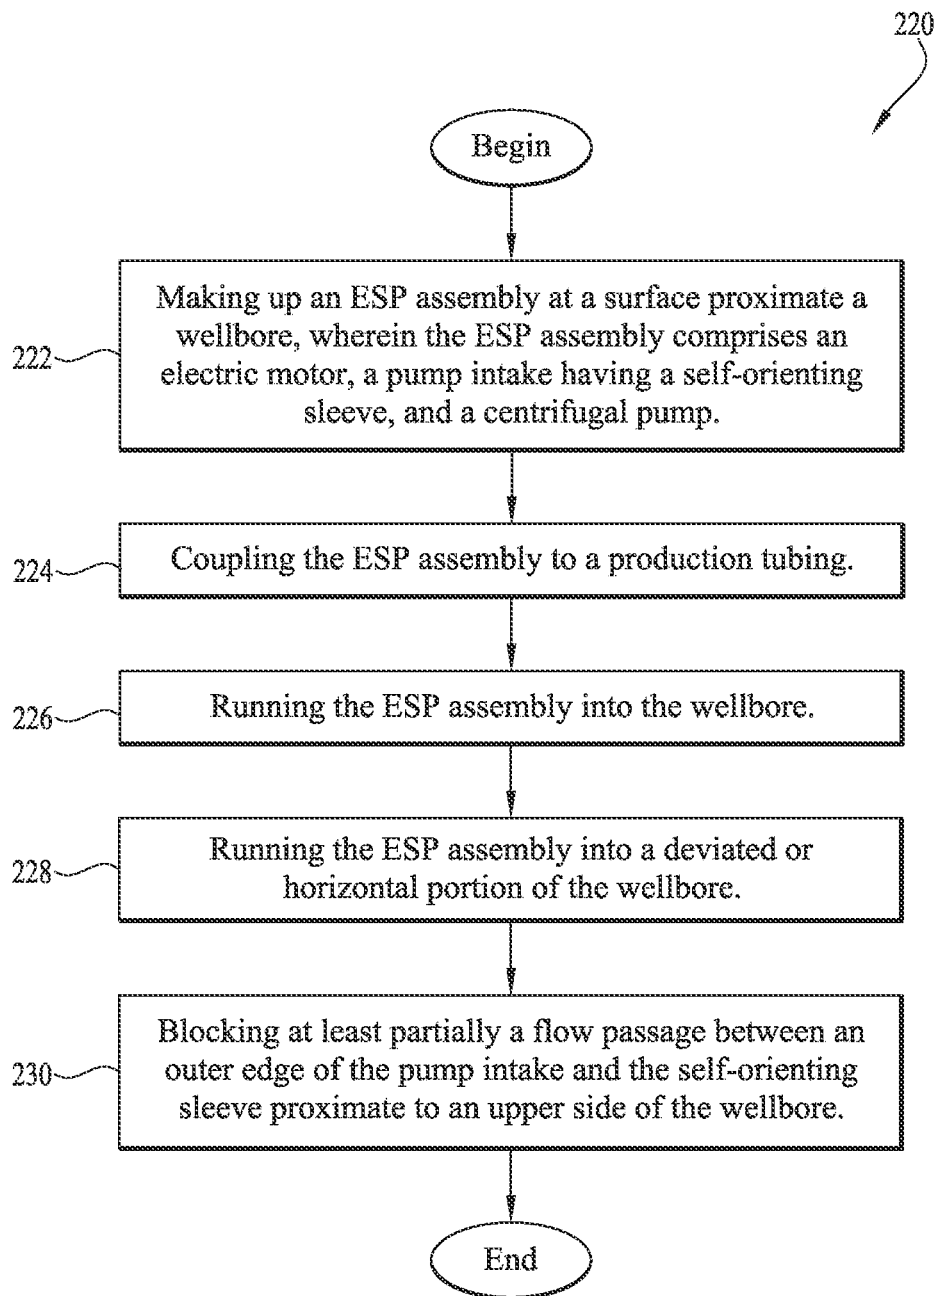 220
Begin
Making up an ESP assembly at a surface proximate a
wellbore, wherein the ESP assembly comprises an
electric motor, a pump intake having a self-orienting
sleeve, and a centrifugal pump.
222
Coupling the ESP assembly to a production tubing.
224
Running the ESP assembly into the wellbore.
226
Running the ESP assembly into a deviated or
horizontal portion of the wellbore.
228
Blocking at least partially a flow passage between an
outer edge of the pump intake and the self-orienting
sleeve proximate to an upper side of the wellbore.
230
End